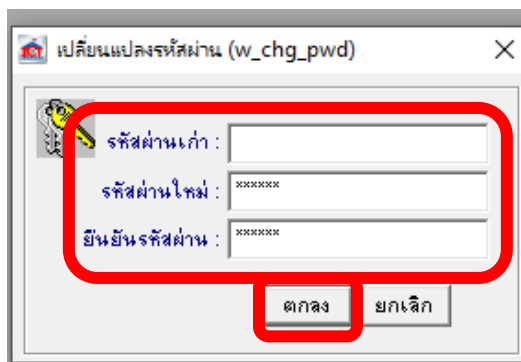 เปลี่ยนแปลงรหัสผ่าน (w_chg_pwd)
รหัสผ่านเก่า :
รหัสผ่านใหม่ : ******
ยืนยันรหัสผ่าน : ******
ตกลง ยกเลิก